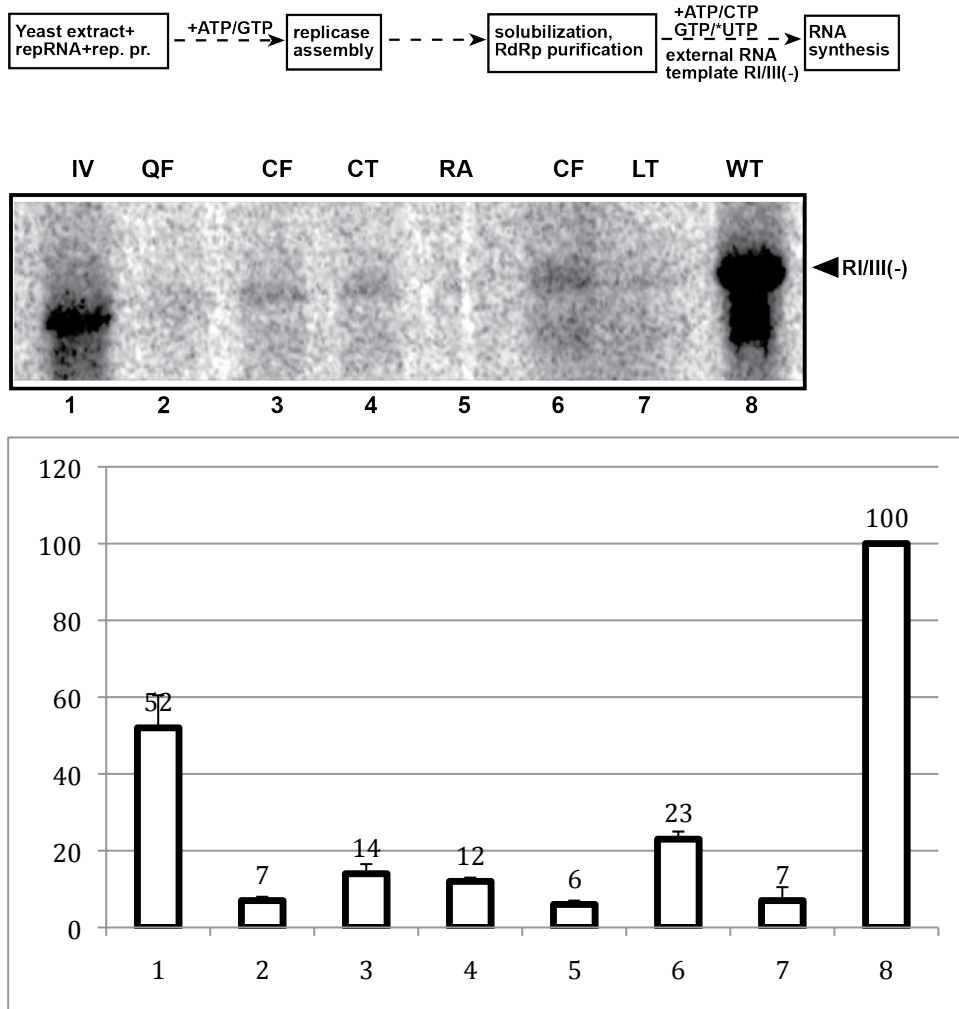 Yeast extract+
repRNA+rep. pr.
+ATP/GTP
replicase
assembly
solubilization,
RdRp purification
+ATP/CTP
GTP/*UTP
external RNA
template RI/III(-)
RNA
synthesis
IV QF CF CT RA CF LT WT
RI/III(-)
1 2 3 4 5 6 7 8
120
100
80
60
40
20
0
52 7 14 12 6 23 7 100
1 2 3 4 5 6 7 8